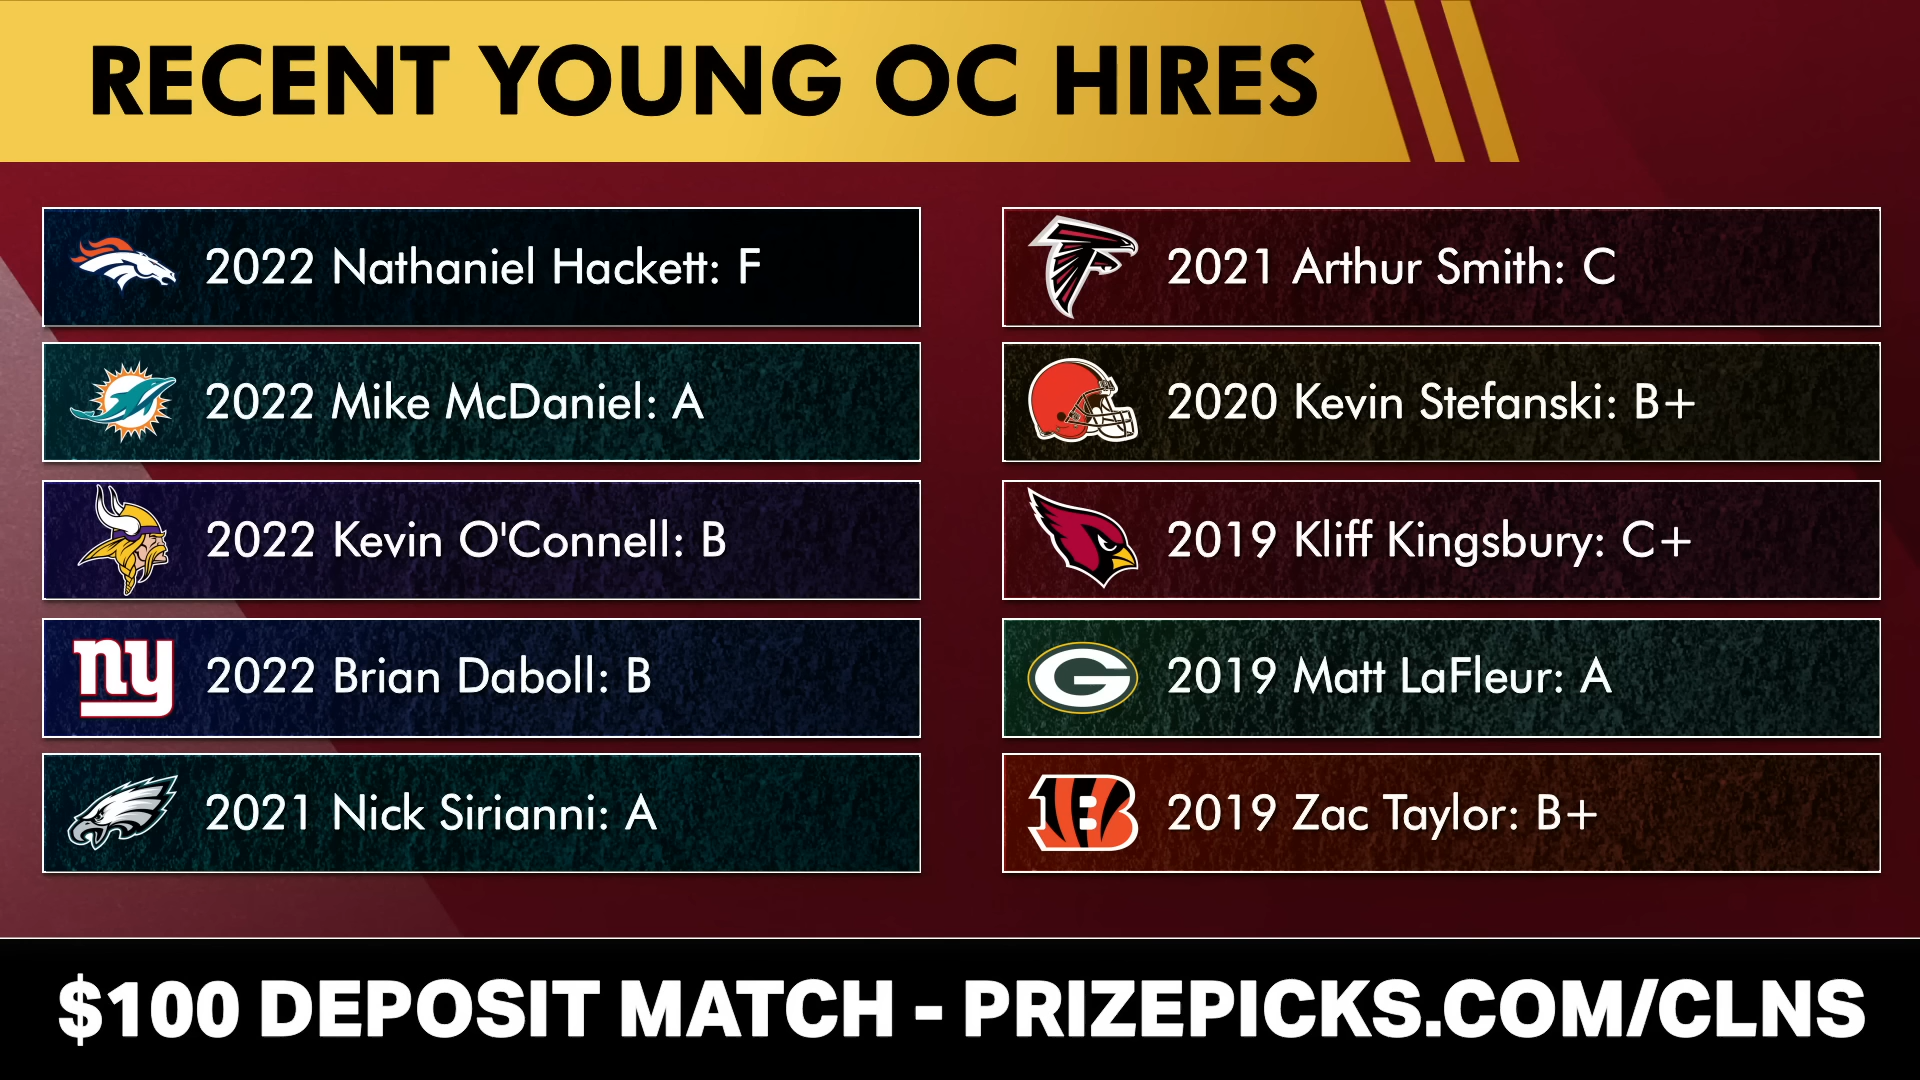 RECENT YOUNG OC HIRES
2022 Nathaniel Hackett: F
2022 Mike McDaniel: A
2022 Kevin O'Connell: B
ny
2022 Brian Daboll: B
2021 Nick Sirianni: A
2021 Arthur Smith: C
2020 Kevin Stefanski: B+
2019 Kliff Kingsbury: C+
G
2019 Matt LaFleur: A
B
2019 Zac Taylor: B+
$100 DEPOSIT MATCH - PRIZEPICKS.COM/CLNS